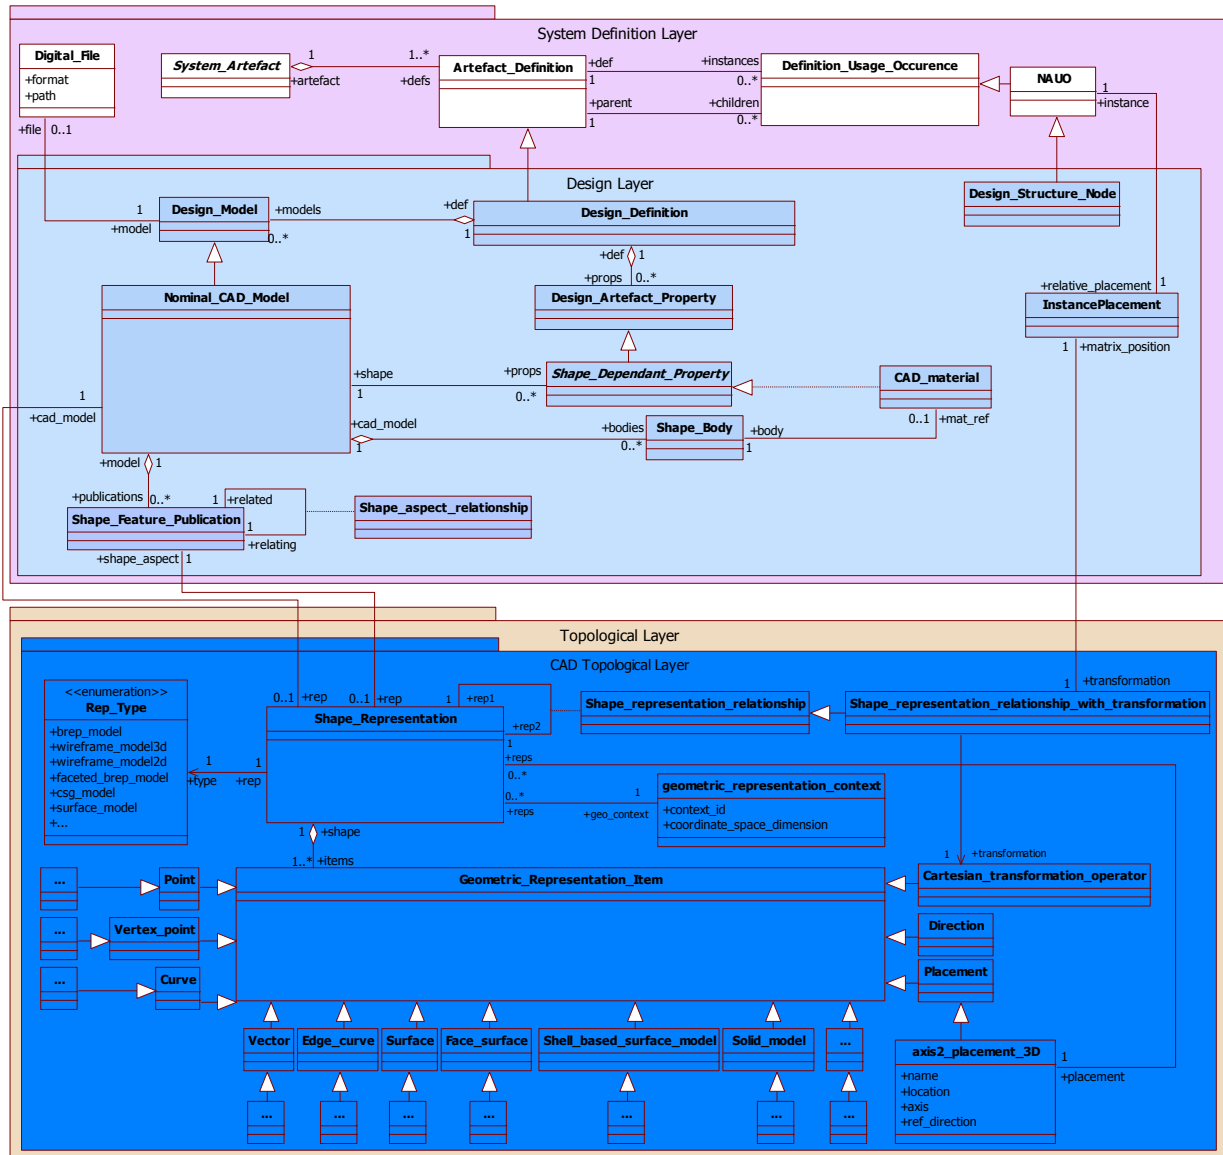 System Definition Layer
Digital_File
+format
+path
System_Artefact
1
+artefact
1..*
+defs
Artefact_Definition
+def
1
+instances
0..*
+parent
1
+children
0..*
Definition_Usage_Occurence
NAUO
1
+instance
+file 0..1
Design Layer
Design_Model
1
+model
+models
0..*
+def
1
Design_Definition
Design_Structure_Node
+def 1
+props 0..*
Nominal_CAD_Model
Design_Artefact_Property
+relative_placement 1
InstancePlacement
1 +matrix_position
+shape
1
+props
0..*
Shape_Dependant_Property
CAD_material
0..1 +mat_ref
1
+cad_model
+cad_model
1
+bodies
0..*
Shape_Body
+body
1
+model 1
+publications 0..*
1 +related
Shape_Feature_Publication
1
+relating
Shape_aspect_relationship
+shape_aspect 1
Topological Layer
CAD Topological Layer
<<enumeration>>
Rep_Type
+brep_model
+wireframe_model3d
+wireframe_model2d
+faceted_brep_model
+csg_model
+surface_model
+...
0..1 +rep
0..1 +rep
1 +rep1
Shape_Representation
+rep2
1
Shape_representation_relationship
1 +transformation
Shape_representation_relationship_with_transformation
1
+type
1
+rep
+reps
0..*
0..*
+reps
1
+geo_context
geometric_representation_context
+context_id
+coordinate_space_dimension
1 +shape
1..* +items
1 +transformation
Geometric_Representation_Item
Cartesian_transformation_operator
...
Point
...
Vertex_point
...
Curve
Direction
Placement
Vector
Edge_curve
Surface
Face_surface
Shell_based_surface_model
Solid_model
...
axis2_placement_3D
+name
+location
+axis
+ref_direction
1
+placement
...
...
...
...
...
...
...